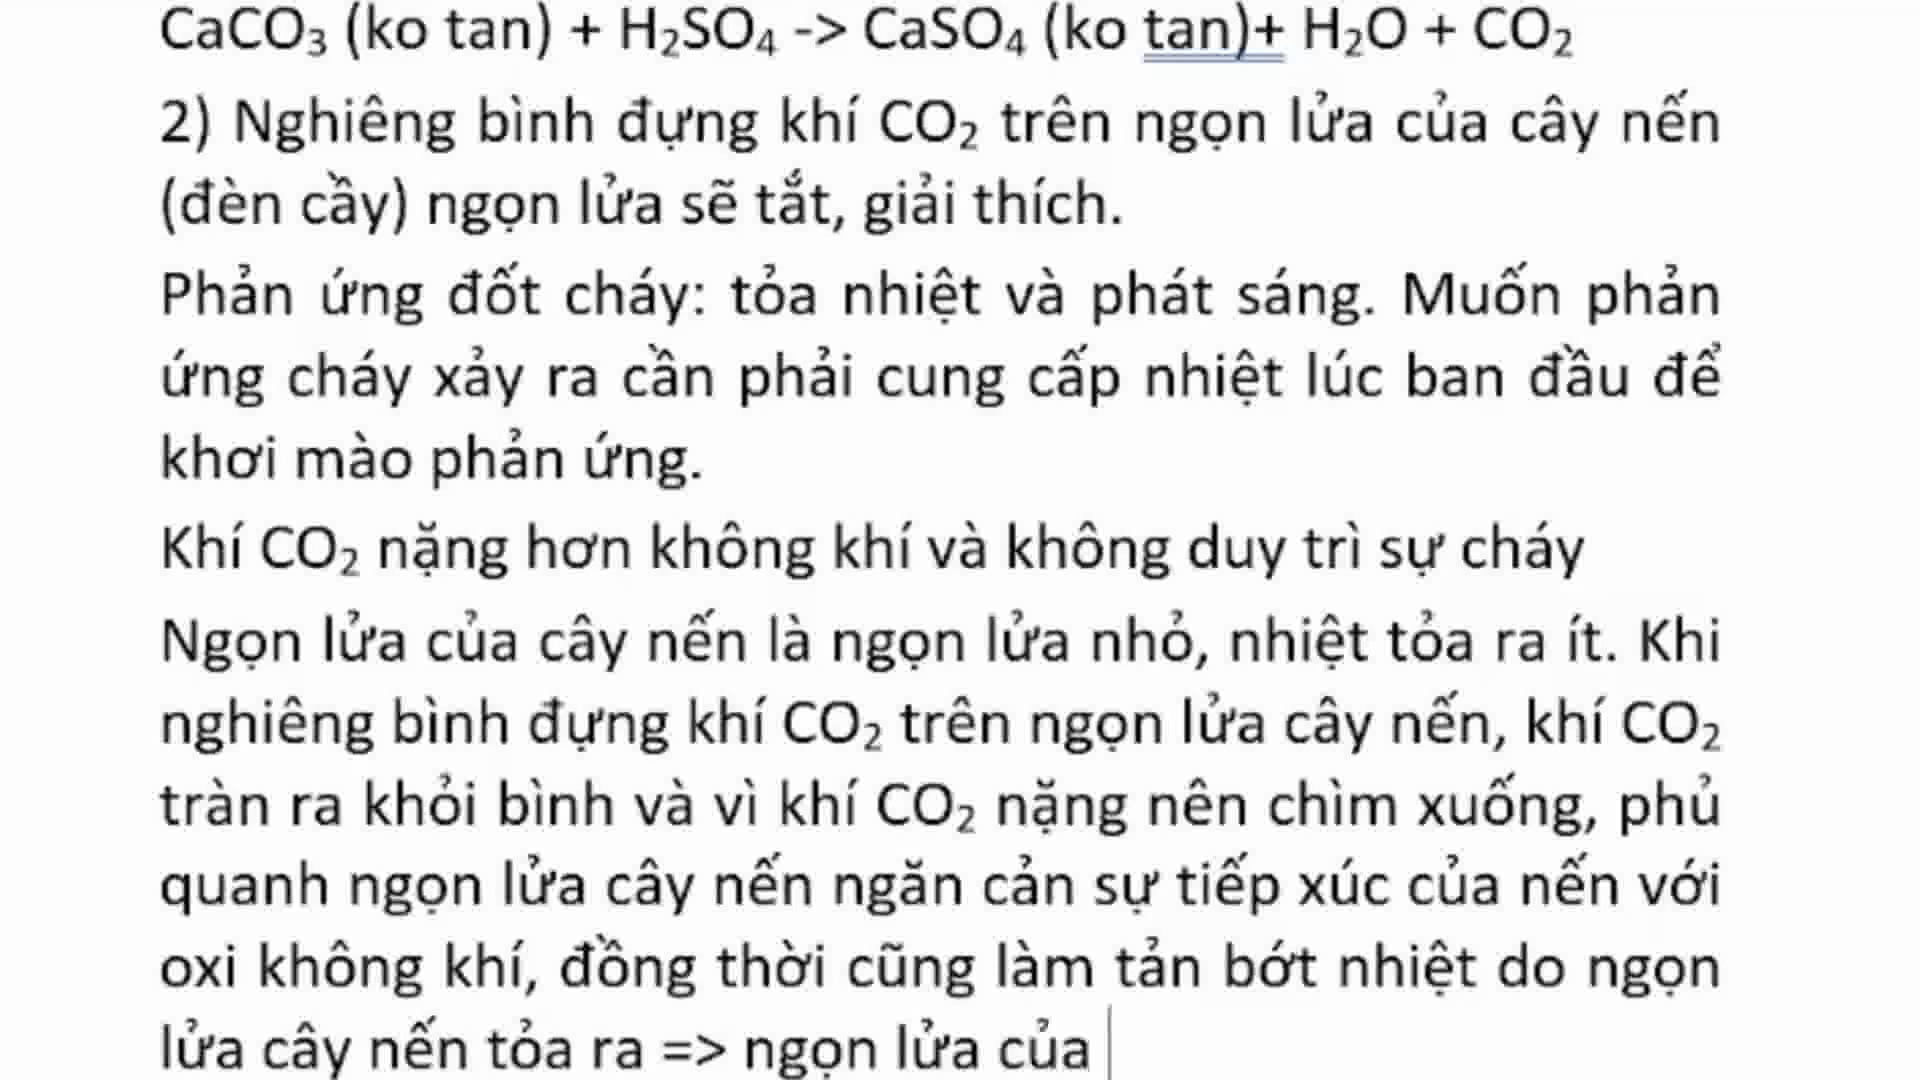 CaCO₃ (ko tan) + H₂SO₄ -> CaSO₄ (ko tan)+ H₂O + CO₂
2) Nghiêng bình đựng khí CO₂ trên ngọn lửa của cây nến
(đèn cầy) ngọn lửa sẽ tắt, giải thích.
Phản ứng đốt cháy: tỏa nhiệt và phát sáng. Muốn phản
ứng cháy xảy ra cần phải cung cấp nhiệt lúc ban đầu để
khơi mào phản ứng.
Khí CO₂ nặng hơn không khí và không duy trì sự cháy
Ngọn lửa của cây nến là ngọn lửa nhỏ, nhiệt tỏa ra ít. Khi
nghiêng bình đựng khí CO₂ trên ngọn lửa cây nến, khí CO₂
tràn ra khỏi bình và vì khí CO₂ nặng nên chìm xuống, phủ
quanh ngọn lửa cây nến ngăn cản sự tiếp xúc của nến với
oxi không khí, đồng thời cũng làm tản bớt nhiệt do ngọn
lửa cây nến tỏa ra => ngọn lửa của